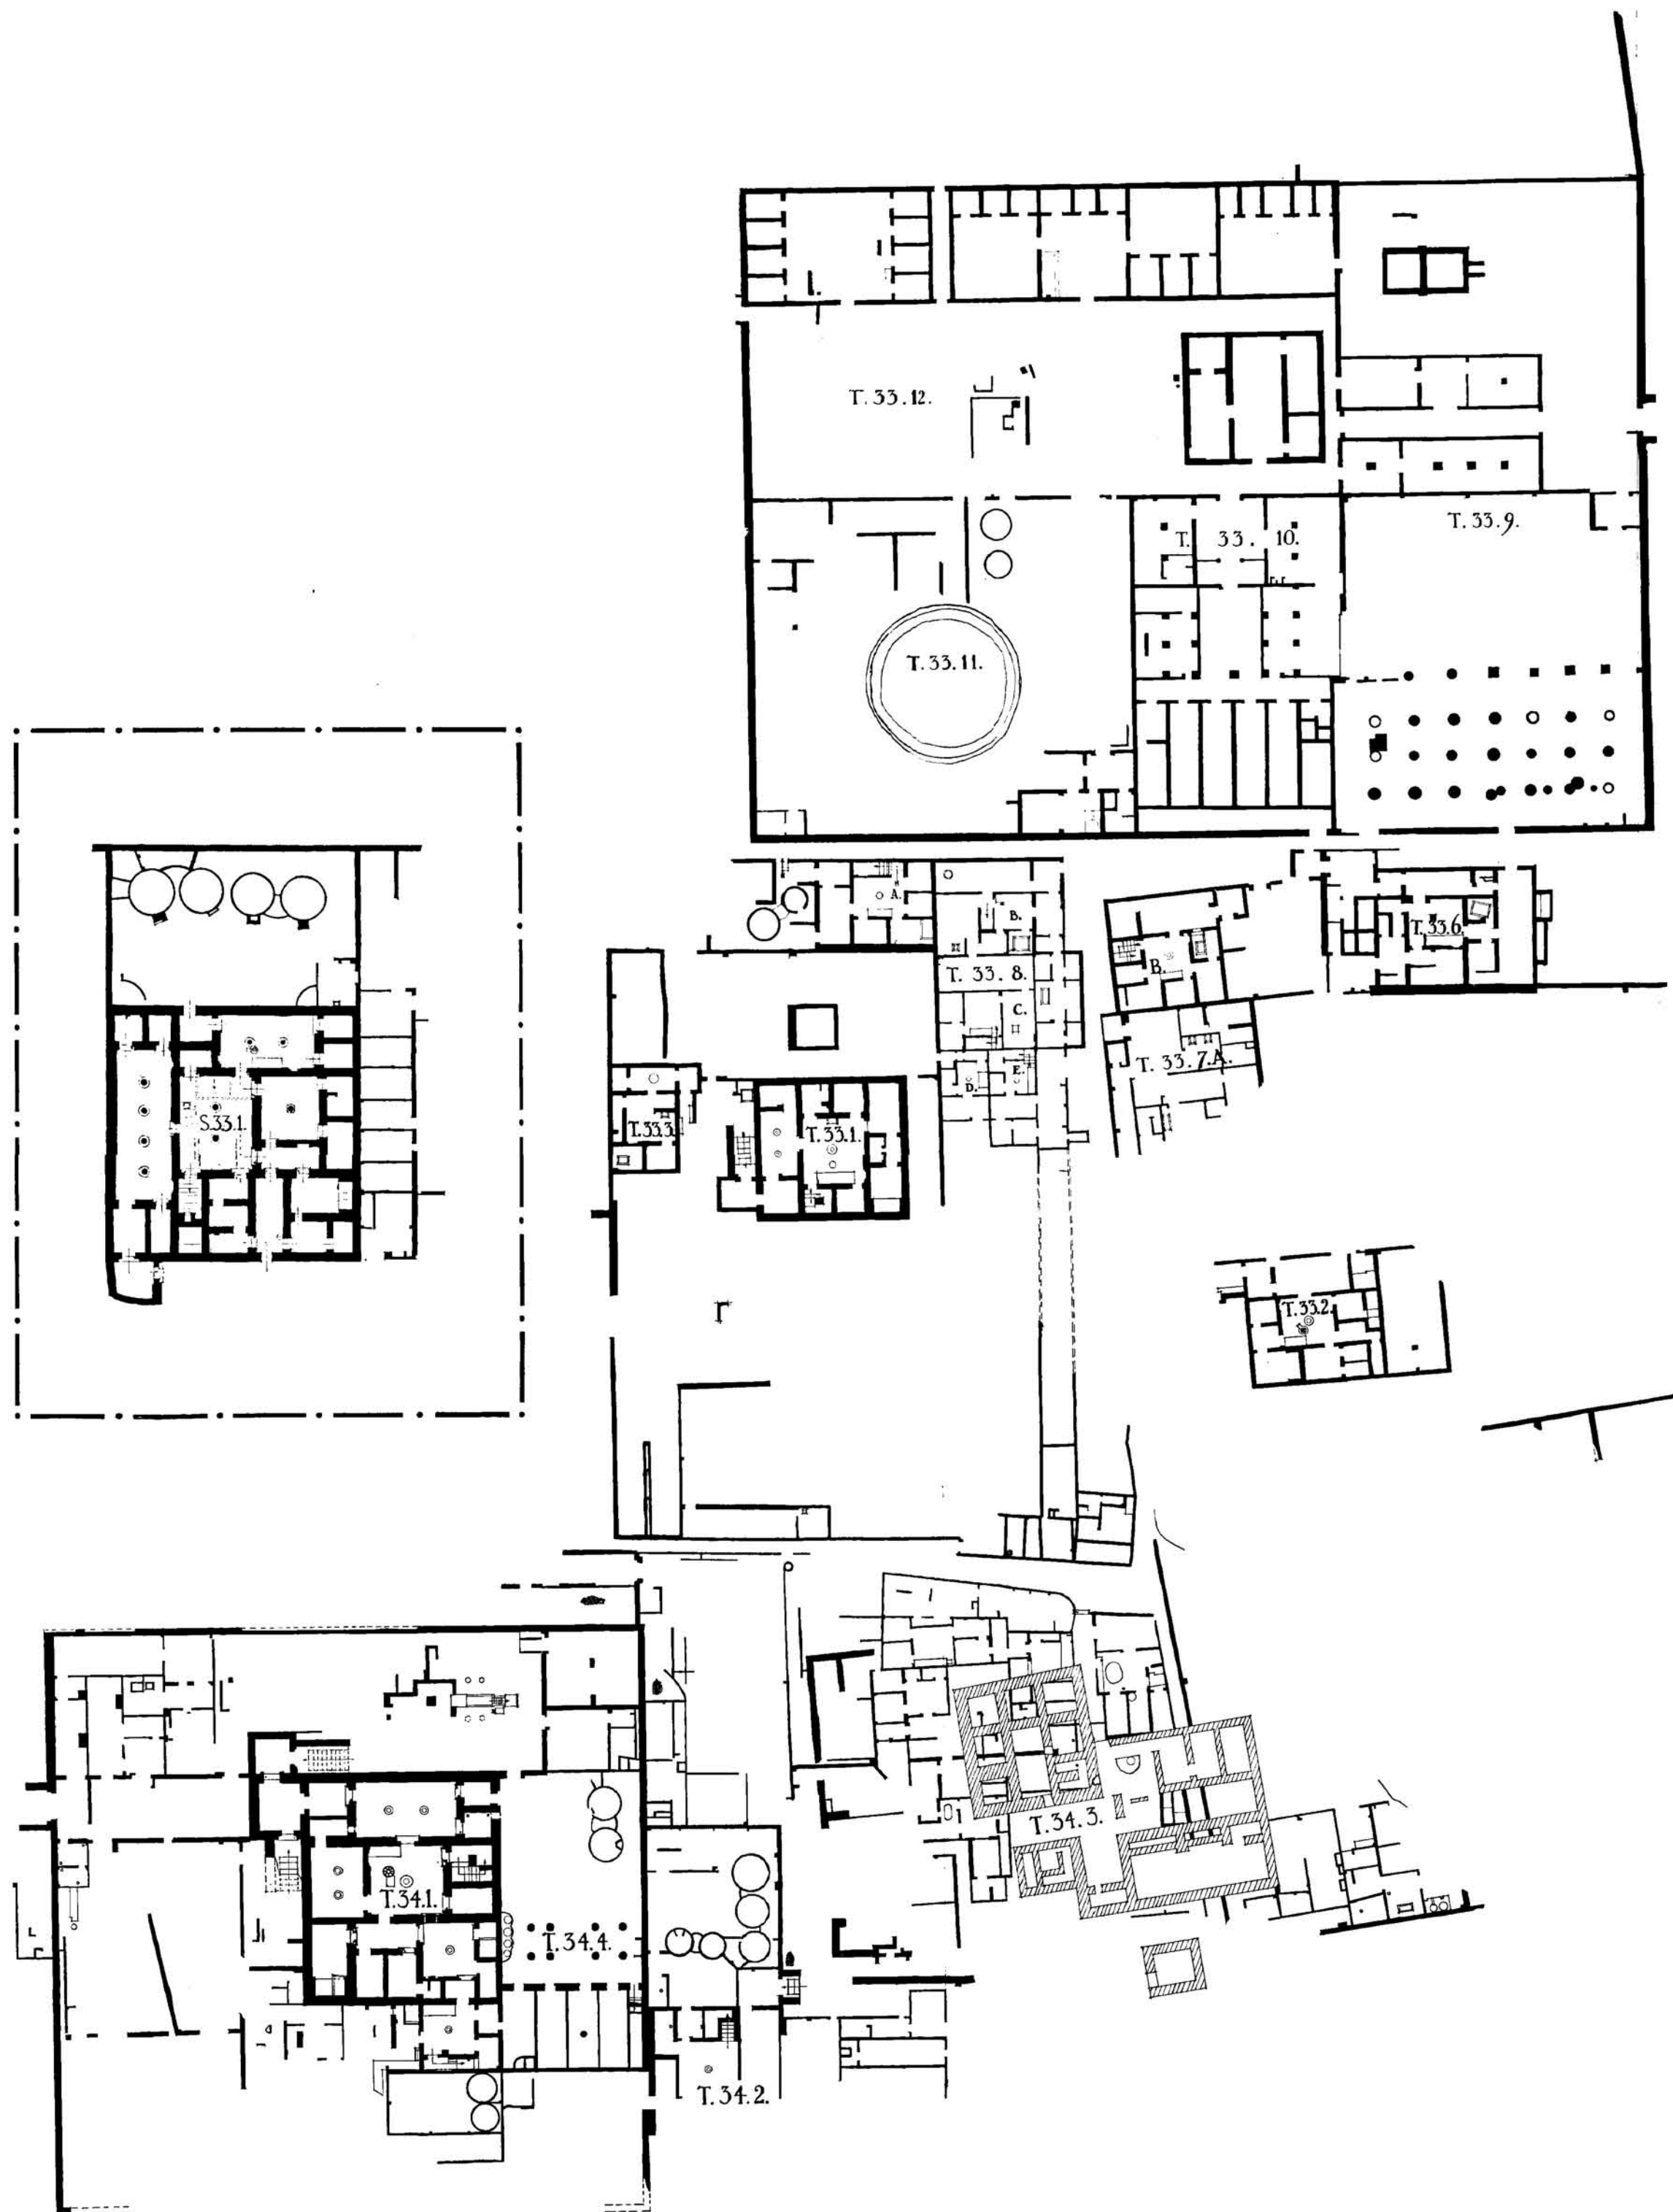 T. 33. 12.
T. 33. 9.
T. 33. 10.
T. 33. 11.
A.
B.
T. 33. 8.
C.
D.
E.
T. 33.6.
B.
T. 33. 7.A.
S.33.1.
T.33.3.
T.33.1.
T.33.2.
T. 34. 3.
T.34.1.
T. 34. 4.
T. 34. 2.